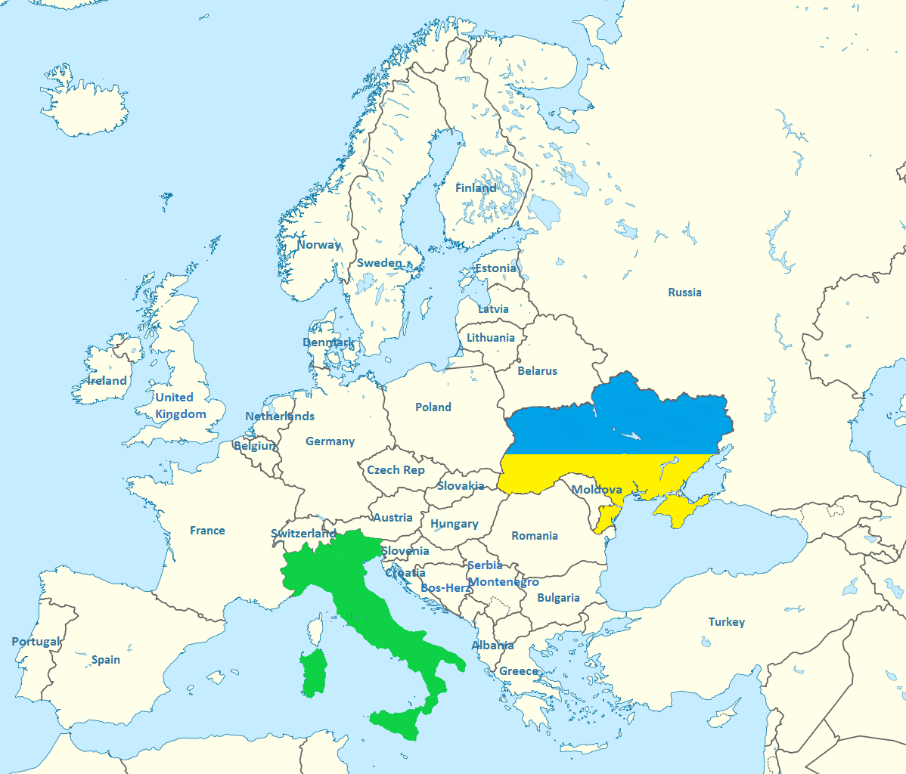 Finland
Norway
Sweden
Estonia
Russia
Latvia
Lithuania
Denmark
Belarus
Ireland
United
Kingdom
Netherlands
Poland
Germany
Belgiun
Czech Rep
Slovakia
Moldova
Austria
Hungary
France
Switzerland
Romania
Slovenia
Croatia
Serbia
Montenegro
Bos-Herz
Bulgaria
Turkey
Portugal
Albania
Spain
Greece